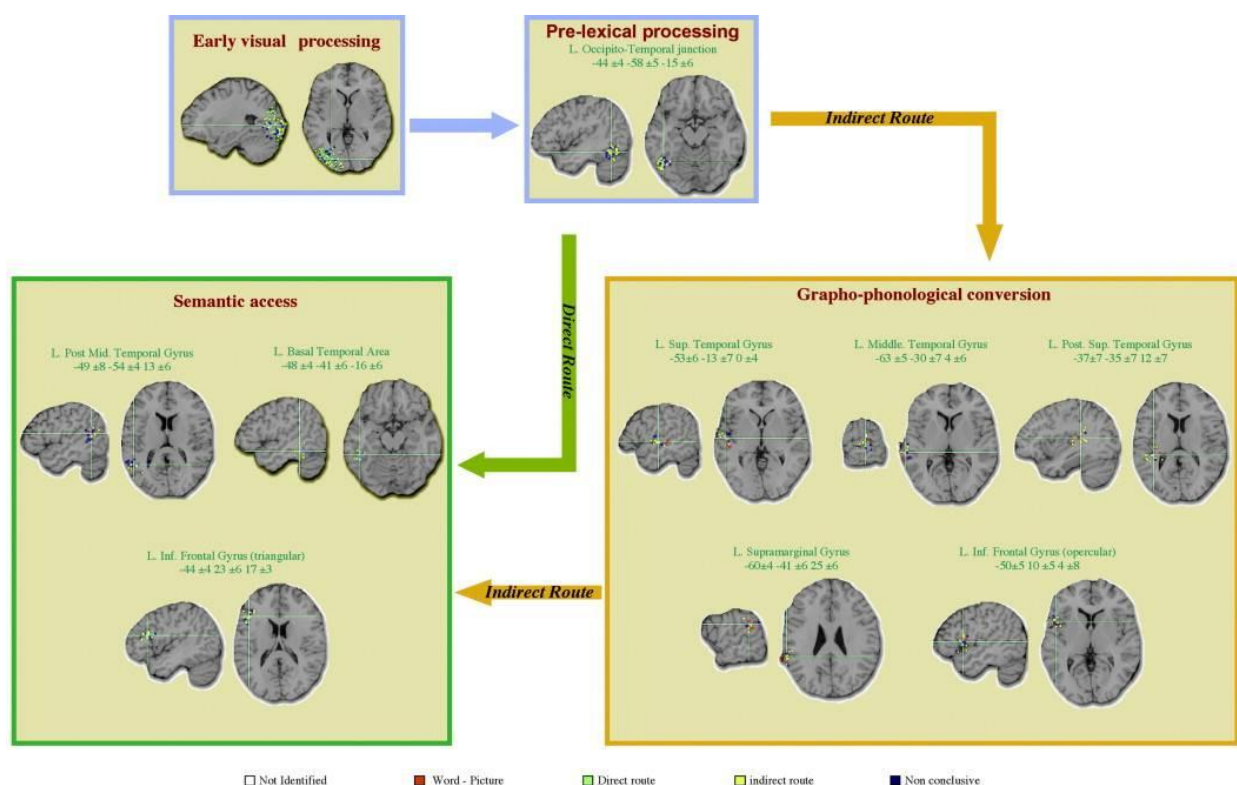 Early visual processing
Pre-lexical processing
L. Occipito-Temporal junction
-44 ±4 -58 ±5 -15 ±6
Indirect Route
Direct Route
Semantic access
L. Post Mid. Temporal Gyrus
-49 ±8 -54 ±4 13 ±6
L. Basal Temporal Area
-48 ±4 -41 ±6 -16 ±6
L. Inf. Frontal Gyrus (triangular)
-44 ±4 23 ±6 17 ±3
Indirect Route
Grapho-phonological conversion
L. Sup. Temporal Gyrus
-53±6 -13 ±7 0 ±4
L. Middle. Temporal Gyrus
-63 ±5 -30 ±7 4 ±6
L. Post. Sup. Temporal Gyrus
-37±7 -35 ±7 12 ±7
L. Supramarginal Gyrus
-60±4 -41 ±6 25 ±6
L. Inf. Frontal Gyrus (opercular)
-50±5 10 ±5 4 ±8
Not Identified
Word - Picture
Direct route
indirect route
Non conclusive